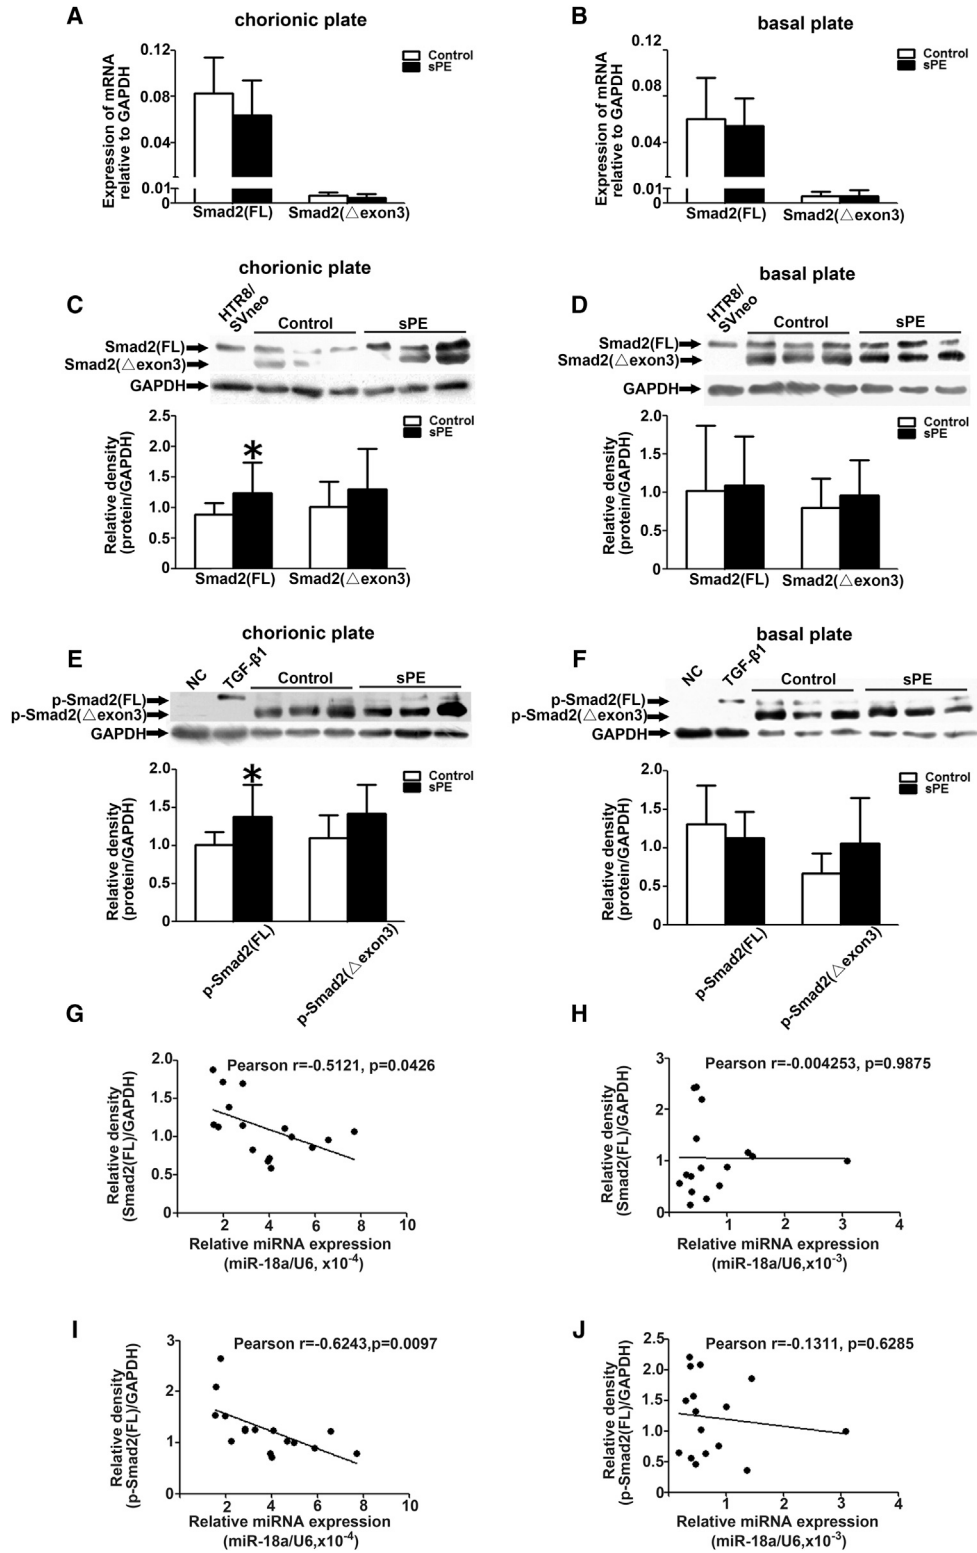 A
chorionic plate
Control
sPE
Expression of mRNA
relative to GAPDH
0.12
0.08
0.04
0.01
0
Smad2(FL)
Smad2(△exon3)
B
basal plate
Control
sPE
Expression of mRNA
relative to GAPDH
0.12
0.08
0.04
0.01
0
Smad2(FL)
Smad2(△exon3)
C
chorionic plate
HTR8/
SVneo
Control
sPE
Smad2(FL)
Smad2(△exon3)
GAPDH
Control
sPE
Relative density
(protein/GAPDH)
2.5
2.0
1.5
1.0
0.5
0
*
Smad2(FL)
Smad2(△exon3)
D
basal plate
HTR8/
SVneo
Control
sPE
Smad2(FL)
Smad2(△exon3)
GAPDH
Control
sPE
Relative density
(protein/GAPDH)
2.0
1.5
1.0
0.5
0
Smad2(FL)
Smad2(△exon3)
E
chorionic plate
NC
TGF-β1
Control
sPE
p-Smad2(FL)
p-Smad2(△exon3)
GAPDH
Control
sPE
Relative density
(protein/GAPDH)
2.0
1.5
1.0
0.5
0
*
p-Smad2(FL)
p-Smad2(△exon3)
F
basal plate
NC
TGF-β1
Control
sPE
p-Smad2(FL)
p-Smad2(△exon3)
GAPDH
Control
sPE
Relative density
(protein/GAPDH)
2.0
1.5
1.0
0.5
0
p-Smad2(FL)
p-Smad2(△exon3)
G
Pearson r=-0.5121, p=0.0426
Relative density
(Smad2(FL)/GAPDH)
2.0
1.5
1.0
0.5
0
2 4 6 8 10
Relative miRNA expression
(miR-18a/U6, x10-4)
H
Pearson r=-0.004253, p=0.9875
Relative density
(Smad2(FL)/GAPDH)
3
2
1
0
1 2 3 4
Relative miRNA expression
(miR-18a/U6,x10-3)
I
Pearson r=-0.6243,p=0.0097
Relative density
(p-Smad2(FL)/GAPDH)
3
2
1
0
2 4 6 8 10
Relative miRNA expression
(miR-18a/U6,x10-4)
J
Pearson r=-0.1311, p=0.6285
Relative density
(p-Smad2(FL)/GAPDH)
2.5
2.0
1.5
1.0
0.5
0
1 2 3 4
Relative miRNA expression
(miR-18a/U6,x10-3)